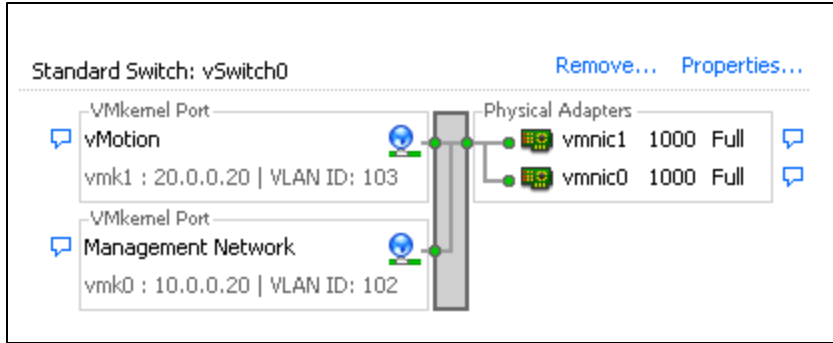 Standard Switch: vSwitch0 Remove... Properties...
VMkernel Port
vMotion
vmk1 : 20.0.0.20 | VLAN ID: 103
VMkernel Port
Management Network
vmk0 : 10.0.0.20 | VLAN ID: 102
Physical Adapters
vmnic1 1000 Full
vmnic0 1000 Full